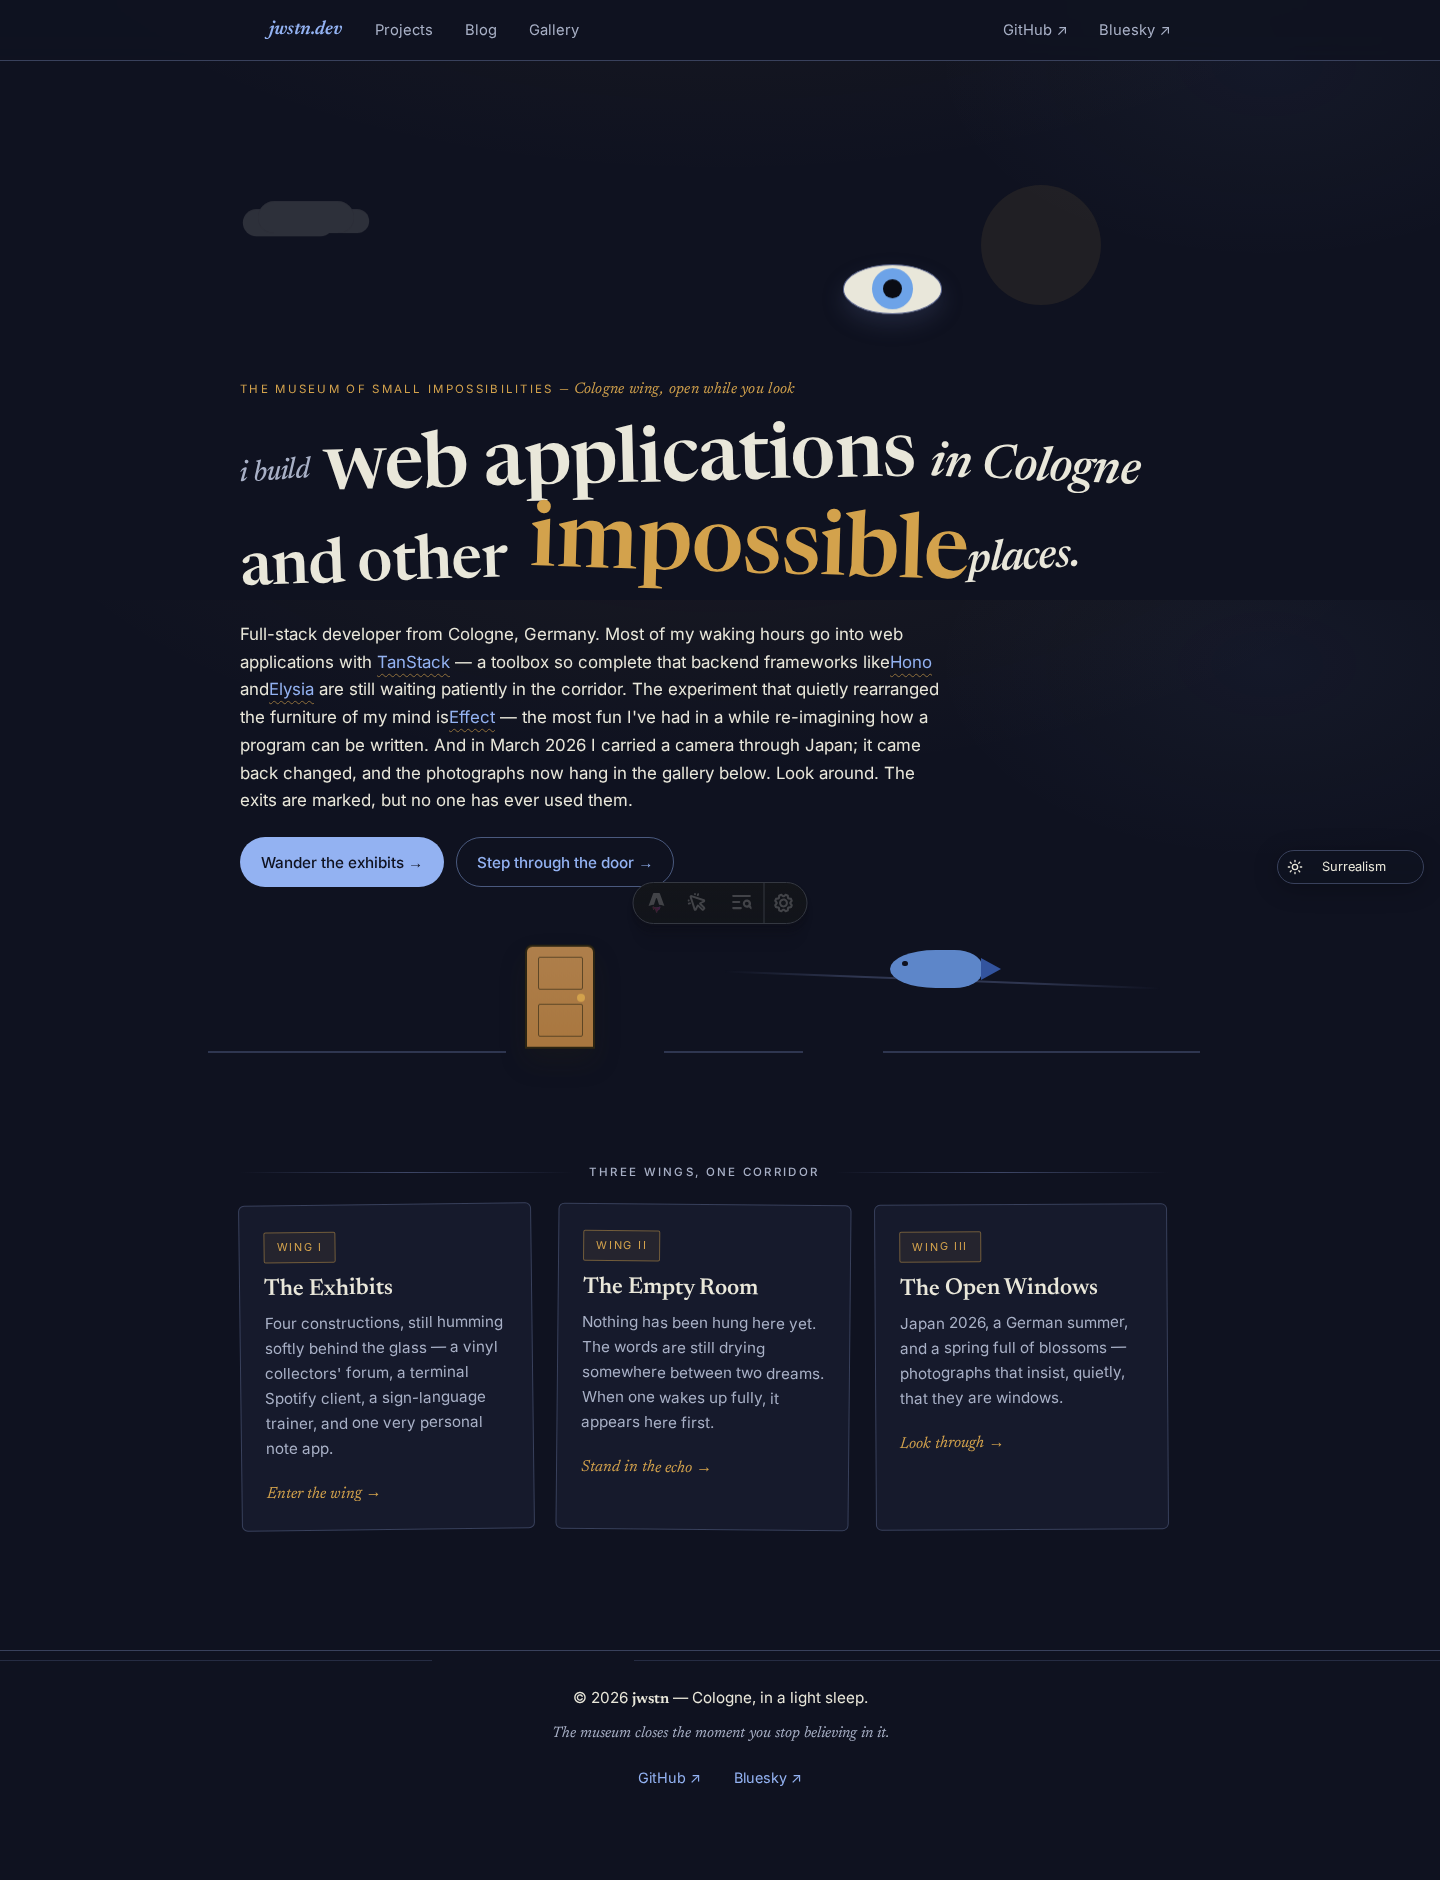 jwstn.dev Projects Blog Gallery GitHub ↗ Bluesky ↗
THE MUSEUM OF SMALL IMPOSSIBILITIES — Cologne wing, open while you look
i build web applications in Cologne
and other impossibleplaces.
Full-stack developer from Cologne, Germany. Most of my waking hours go into web
applications with TanStack — a toolbox so complete that backend frameworks likeHono
andElysia are still waiting patiently in the corridor. The experiment that quietly rearranged
the furniture of my mind isEffect — the most fun I've had in a while re-imagining how a
program can be written. And in March 2026 I carried a camera through Japan; it came
back changed, and the photographs now hang in the gallery below. Look around. The
exits are marked, but no one has ever used them.
Wander the exhibits → Step through the door →
Surrealism
THREE WINGS, ONE CORRIDOR
WING I
The Exhibits
Four constructions, still humming
softly behind the glass — a vinyl
collectors' forum, a terminal
Spotify client, a sign-language
trainer, and one very personal
note app.
Enter the wing →
WING II
The Empty Room
Nothing has been hung here yet.
The words are still drying
somewhere between two dreams.
When one wakes up fully, it
appears here first.
Stand in the echo →
WING III
The Open Windows
Japan 2026, a German summer,
and a spring full of blossoms —
photographs that insist, quietly,
that they are windows.
Look through →
© 2026 jwstn — Cologne, in a light sleep.
The museum closes the moment you stop believing in it.
GitHub ↗ Bluesky ↗